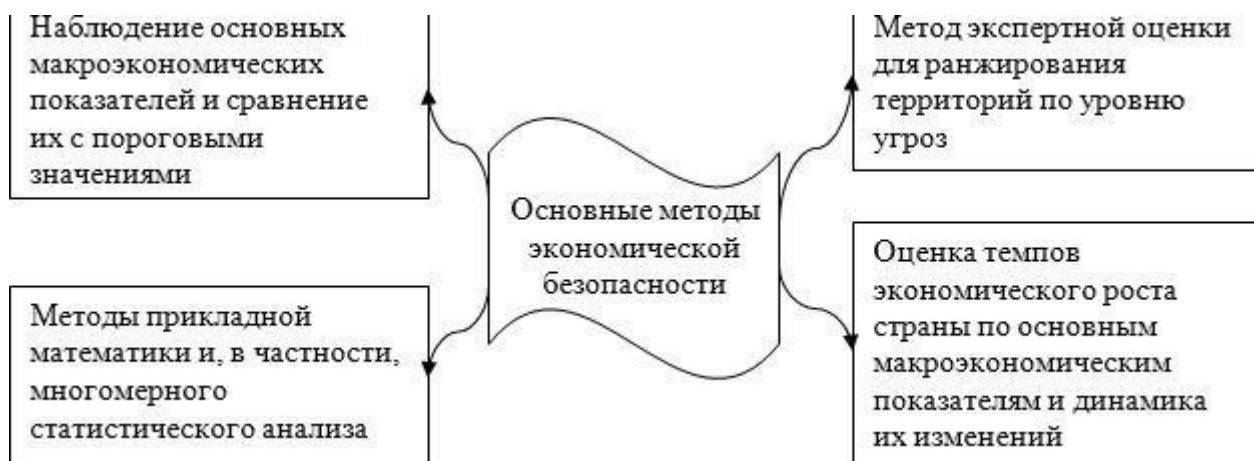 Наблюдение основных
макроэкономических
показателей и сравнение
их с пороговыми
значениями
Метод экспертной оценки
для ранжирования
территорий по уровню
угроз
Основные методы
экономической
безопасности
Методы прикладной
математики и, в частности,
многомерного
статистического анализа
Оценка темпов
экономического роста
страны по основным
макроэкономическим
показателям и динамика
их изменений